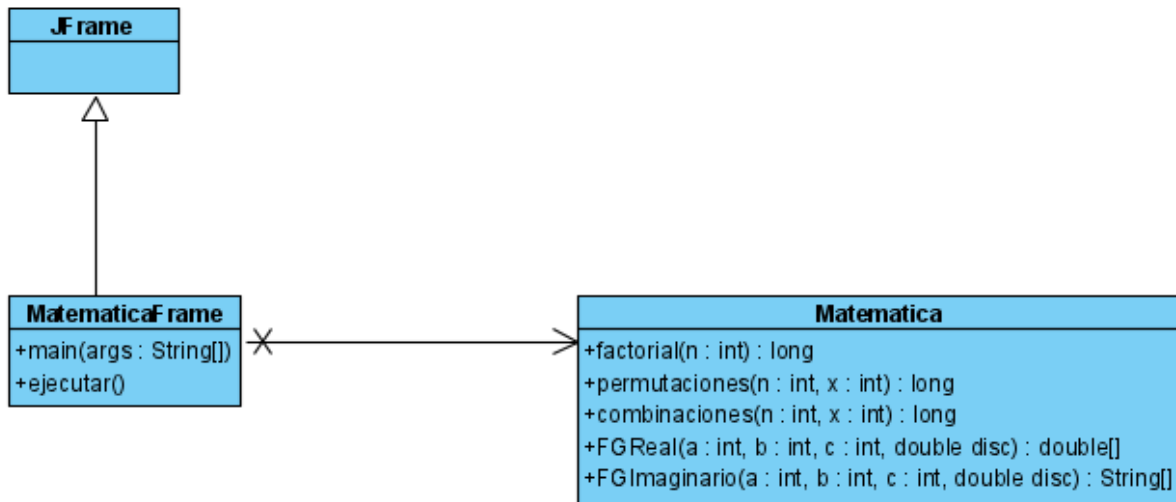 JFrame
MatematicaFrame
+main(args : String[])
+ejecutar()
Matematica
+factorial(n : int) : long
+permutaciones(n : int, x : int) : long
+combinaciones(n : int, x : int) : long
+FGReal(a : int, b : int, c : int, double disc) : double[]
+FGImaginario(a : int, b : int, c : int, double disc) : String[]